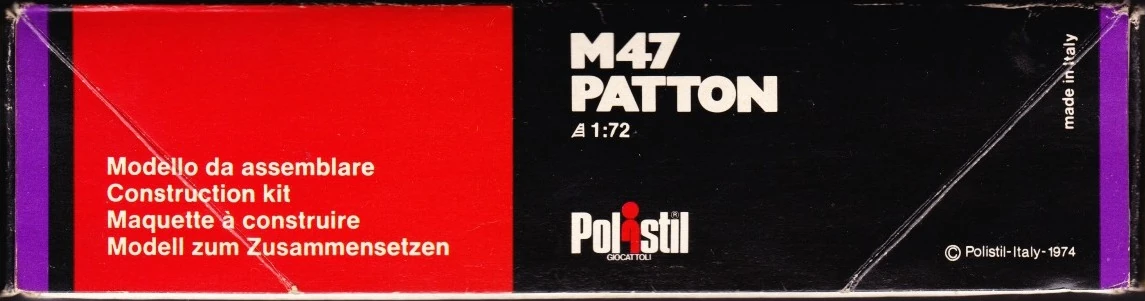 Modello da assemblare
Construction kit
Maquette à construire
Modell zum Zusammensetzen
M47
PATTON
1:72
Polistil®
GIOCATTOLI
made in Italy
© Polistil-Italy-1974